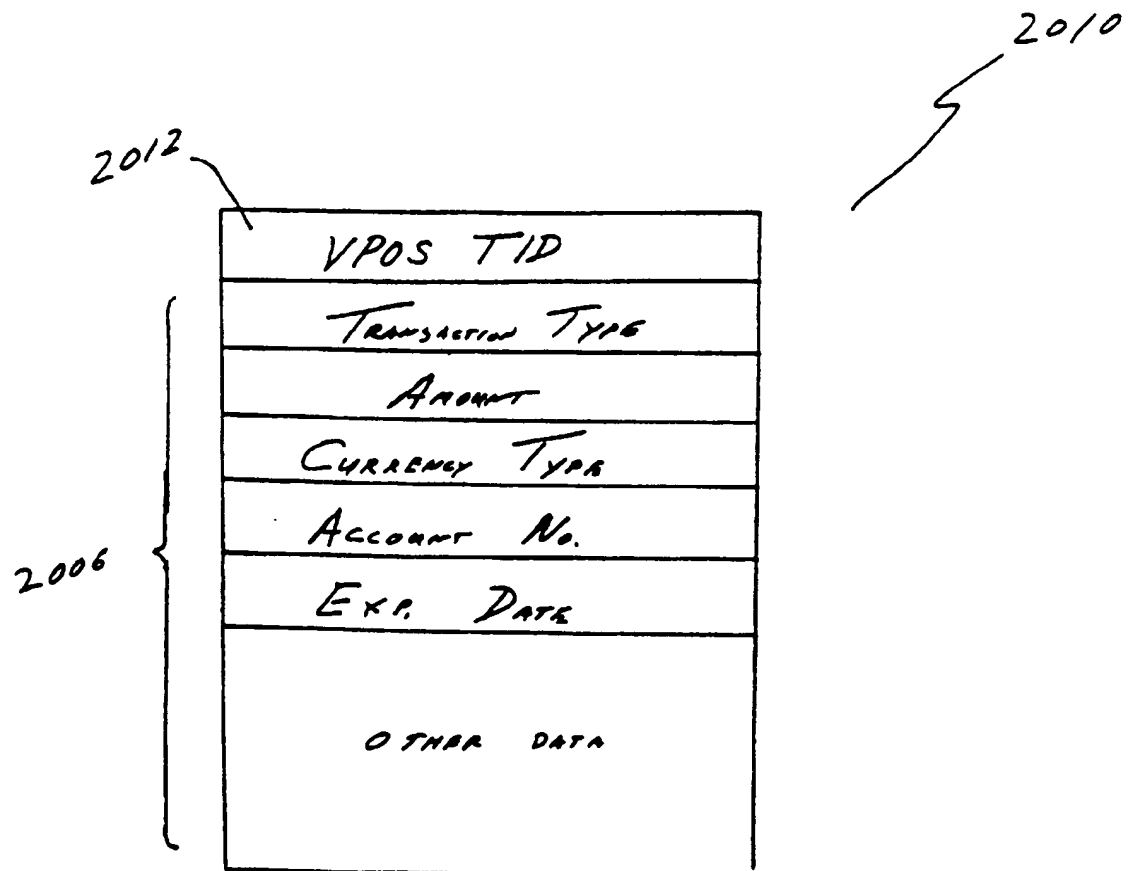 2010
2012
VPOS TID
Transaction Type
Amount
Currency Type
Account No.
2006
Exp. Date
OTHER DATA